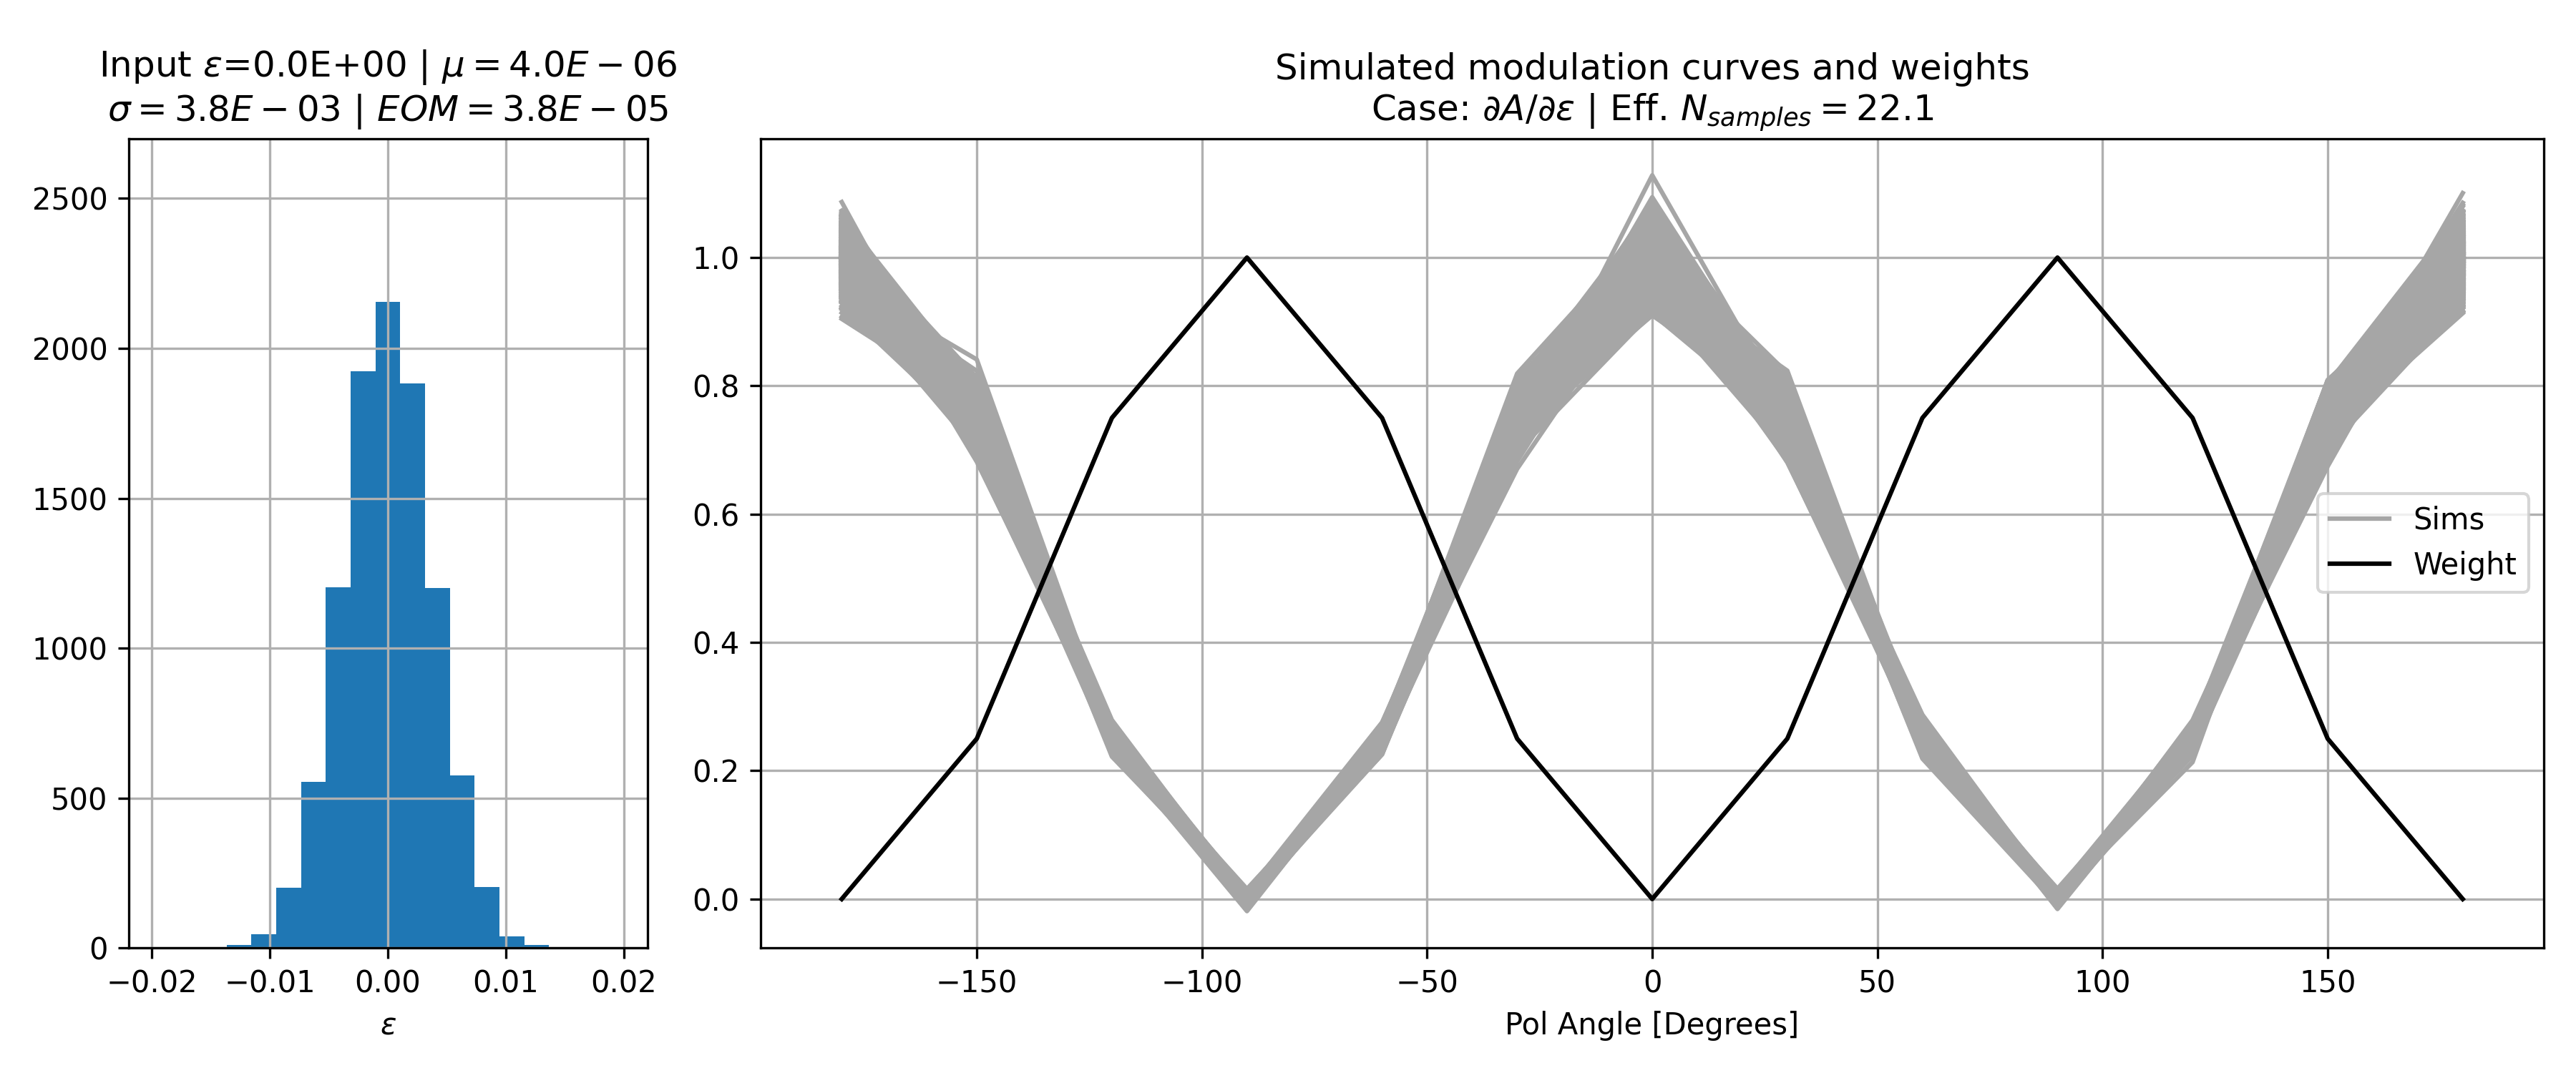 Input ε=0.0E+00 | μ = 4.0E − 06
σ = 3.8E − 03 | EOM = 3.8E − 05
2500
2000
1500
1000
500
0
−0.02 −0.01 0.00 0.01 0.02
ε
Simulated modulation curves and weights
Case: ∂A/∂ε | Eff. N_samples = 22.1
1.0
0.8
0.6
0.4
0.2
0.0
−150 −100 −50 0 50 100 150
Pol Angle [Degrees]
Sims
Weight